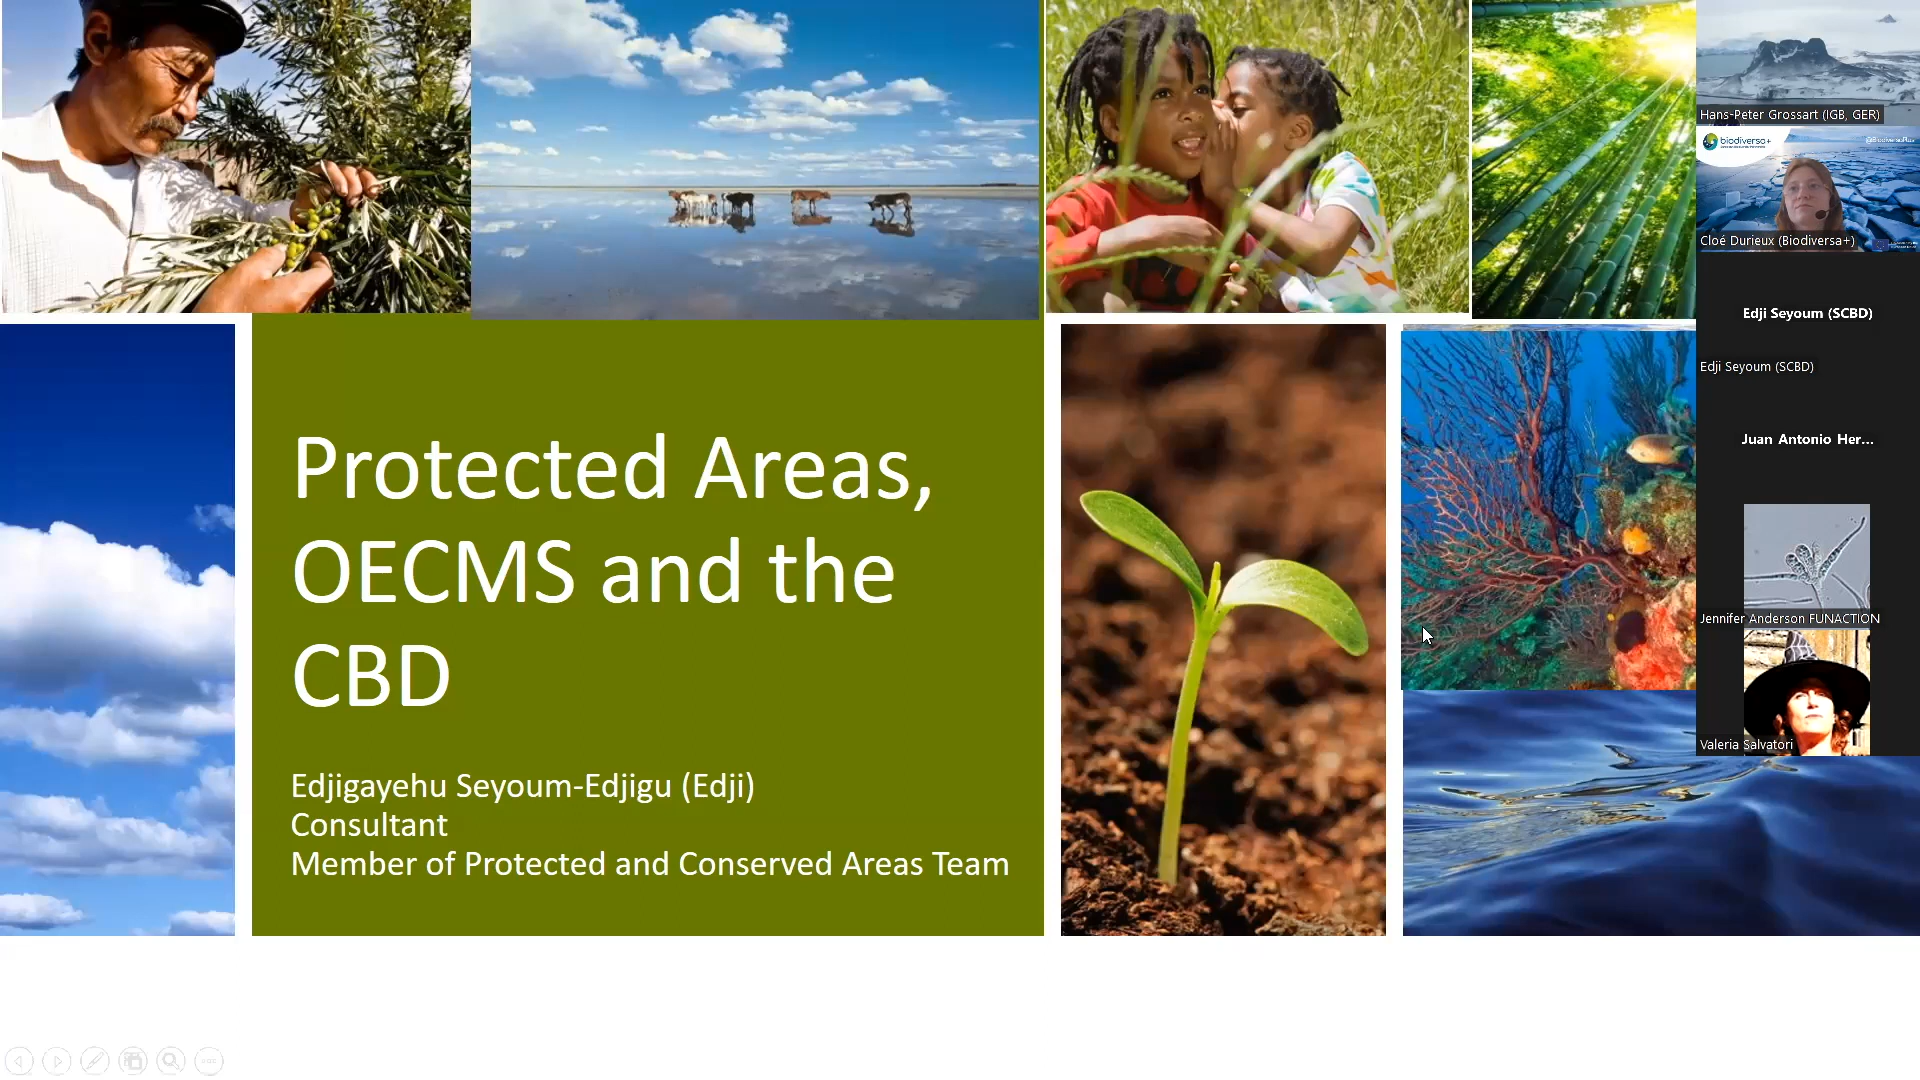 Protected Areas,
OECMS and the
CBD
Edjigayehu Seyoum-Edjigu (Edji)
Consultant
Member of Protected and Conserved Areas Team
Hans-Peter Grossart (IGB, GER)
biodiversa+
Cloé Durieux (Biodiversa+)
Edji Seyoum (SCBD)
Edji Seyoum (SCBD)
Juan Antonio Her...
Jennifer Anderson FUNACTION
Valeria Salvatori